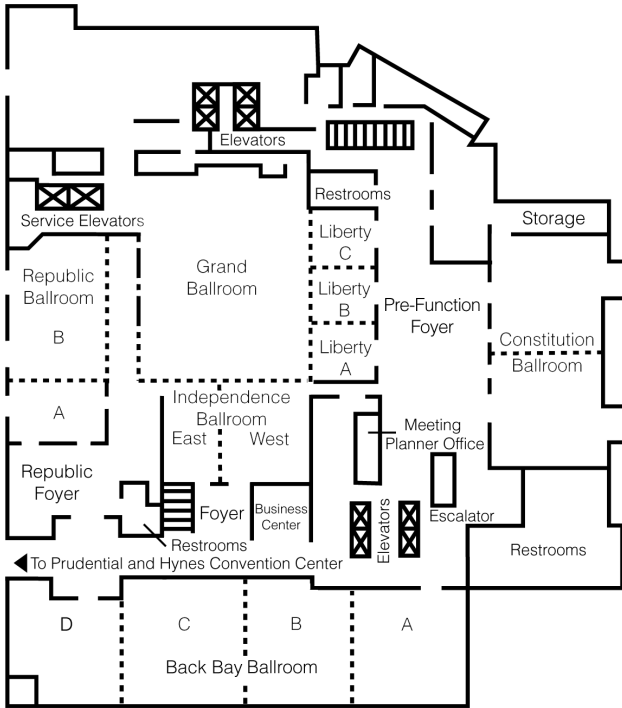 Elevators
Restrooms
Service Elevators
Storage
Liberty
C
Republic
Ballroom
B
Grand
Ballroom
Liberty
B
Pre-Function
Foyer
Constitution
Ballroom
Liberty
A
A
Independence
Ballroom
East West
Meeting
Planner Office
Republic
Foyer
Foyer
Business
Center
Elevators
Escalator
Restrooms
Restrooms
To Prudential and Hynes Convention Center
D C B A
Back Bay Ballroom